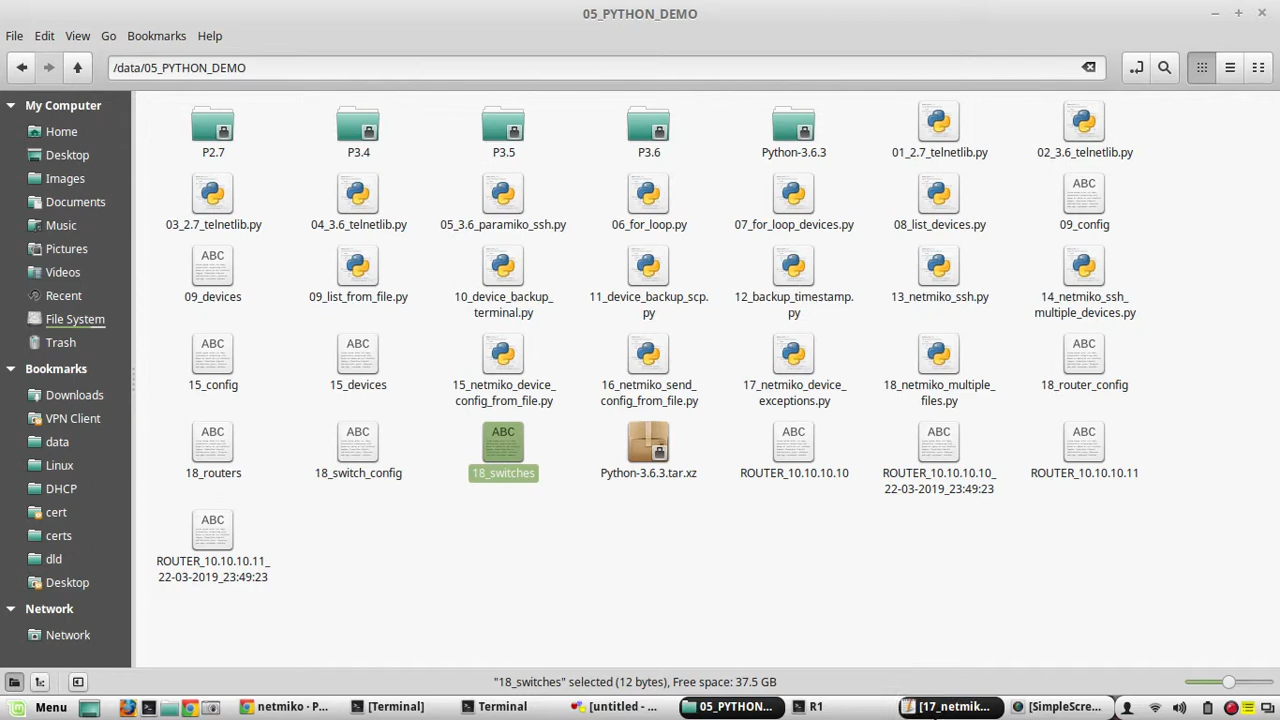 05_PYTHON_DEMO
File Edit View Go Bookmarks Help
/data/05_PYTHON_DEMO
My Computer
Home
Desktop
Images
Documents
Music
Pictures
Videos
Recent
File System
Trash
Bookmarks
Downloads
VPN Client
data
Linux
DHCP
cert
certs
dld
Desktop
Network
Network
P2.7 P3.4 P3.5 P3.6 Python-3.6.3 01_2.7_telnetlib.py 02_3.6_telnetlib.py
03_2.7_telnetlib.py 04_3.6_telnetlib.py 05_3.6_paramiko_ssh.py 06_for_loop.py 07_for_loop_devices.py 08_list_devices.py ABC
09_config
ABC
09_devices 09_list_from_file.py 10_device_backup_
terminal.py 11_device_backup_scp.
py 12_backup_timestamp.
py 13_netmiko_ssh.py 14_netmiko_ssh_
multiple_devices.py
ABC
15_config ABC
15_devices 15_netmiko_device_
config_from_file.py 16_netmiko_send_
config_from_file.py 17_netmiko_device_
exceptions.py 18_netmiko_multiple_
files.py ABC
18_router_config
ABC
18_routers ABC
18_switch_config ABC
18_switches Python-3.6.3.tar.xz ABC
ROUTER_10.10.10.10 ABC
ROUTER_10.10.10.10_
22-03-2019_23:49:23 ABC
ROUTER_10.10.10.11
ABC
ROUTER_10.10.10.11_
22-03-2019_23:49:23
"18_switches" selected (12 bytes), Free space: 37.5 GB
Menu netmiko - P... [Terminal] Terminal [untitled - ... 05_PYTHON... R1 [17_netmik... [SimpleScre...